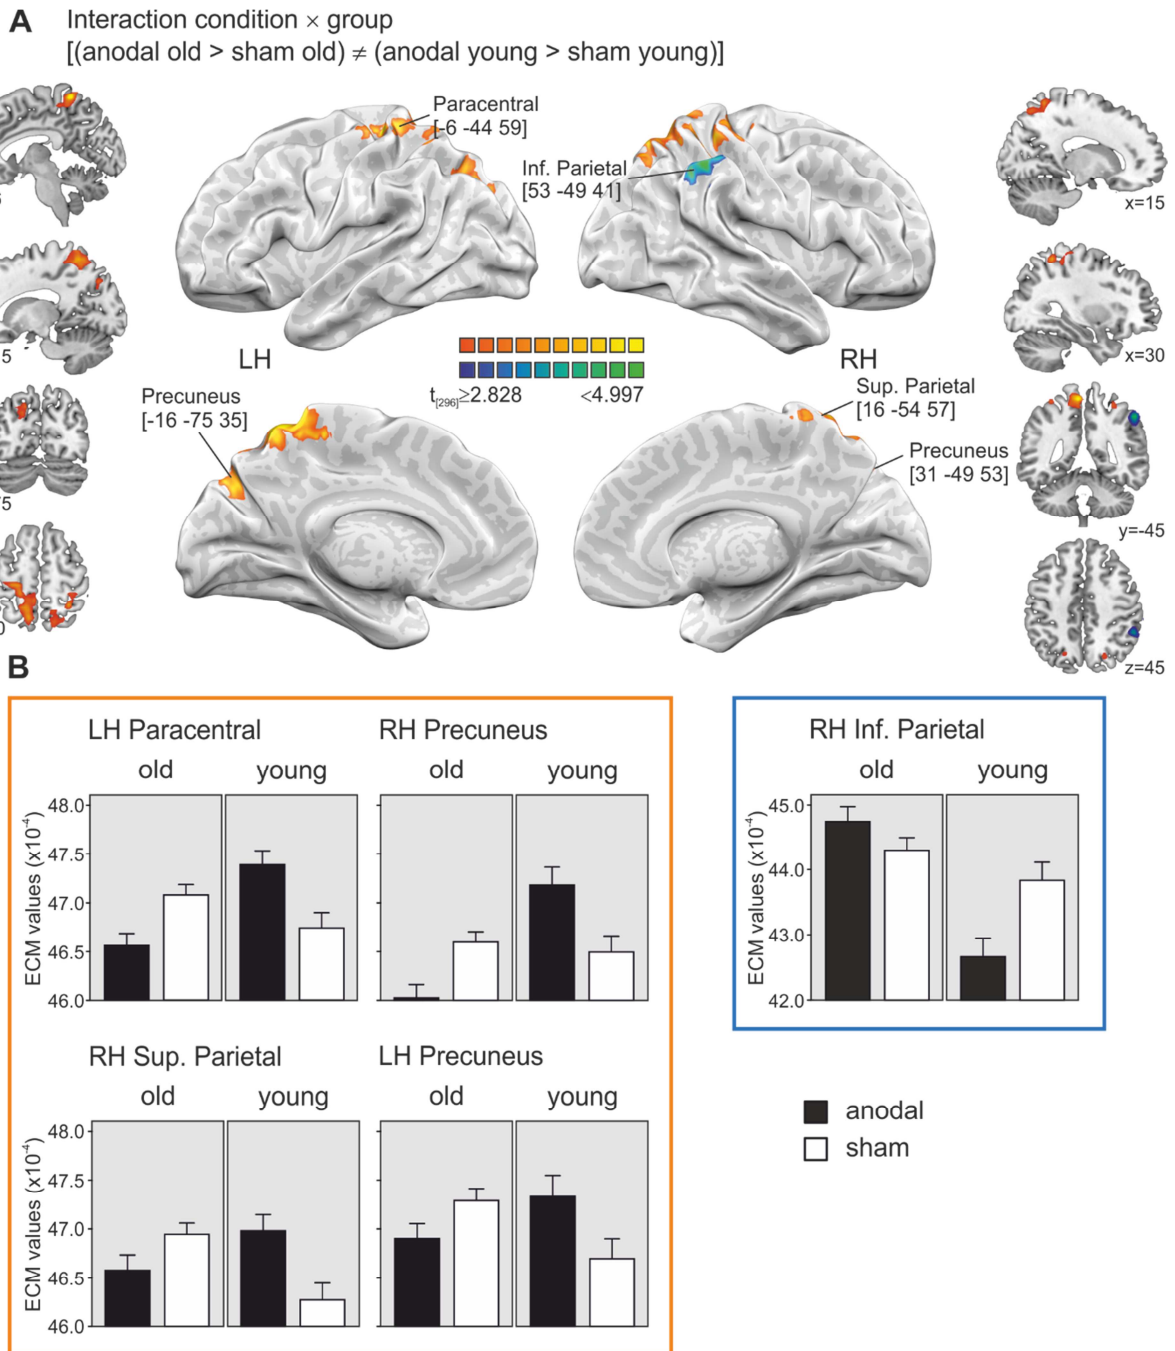 A
Interaction condition × group
[(anodal old > sham old) ≠ (anodal young > sham young)]
Paracentral
[-6 -44 59]
Inf. Parietal
[53 -49 41]
x=15
5
x=30
LH
RH
t[296]≥2.828 <4.997
Precuneus
[-16 -75 35]
Sup. Parietal
[16 -54 57]
Precuneus
[31 -49 53]
y=-45
z=45
B
LH Paracentral
old young
ECM values (x10-4)
48.0
47.5
47.0
46.5
46.0
RH Precuneus
old young
RH Inf. Parietal
old young
ECM values (x10-4)
45.0
44.0
43.0
42.0
RH Sup. Parietal
old young
ECM values (x10-4)
48.0
47.5
47.0
46.5
46.0
LH Precuneus
old young
anodal
sham